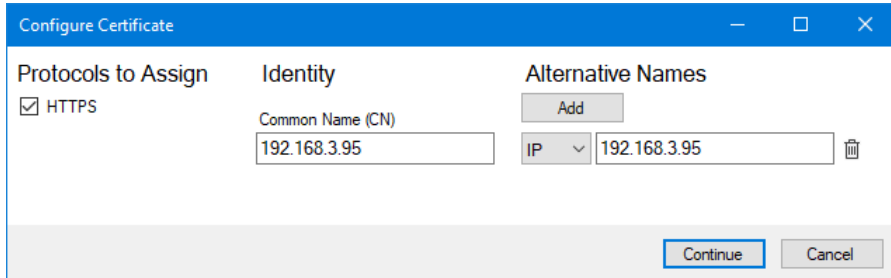 Configure Certificate
Protocols to Assign
HTTPS
Identity
Common Name (CN)
192.168.3.95
Alternative Names
Add
IP 192.168.3.95
Continue Cancel